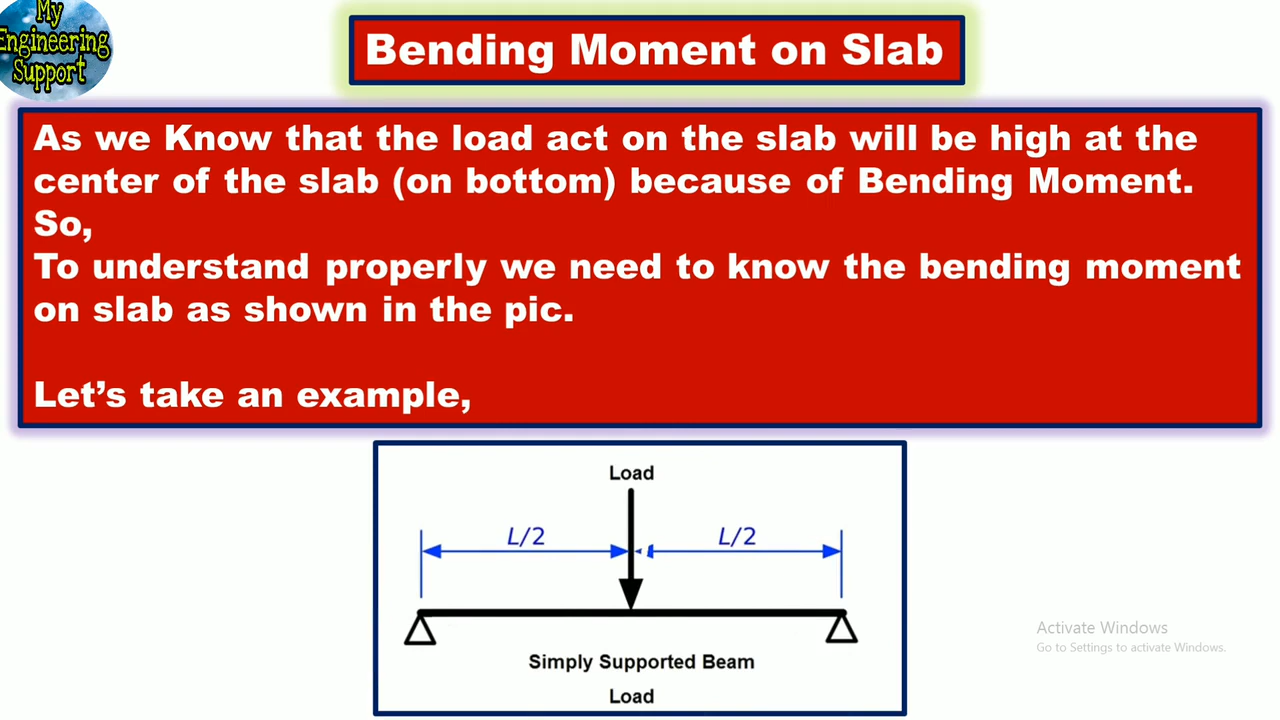 My
Engineering
Support
Bending Moment on Slab
As we Know that the load act on the slab will be high at the
center of the slab (on bottom) because of Bending Moment.
So,
To understand properly we need to know the bending moment
on slab as shown in the pic.
Let’s take an example,
Load
L/2 L/2
Simply Supported Beam
Load
Activate Windows
Go to Settings to activate Windows.